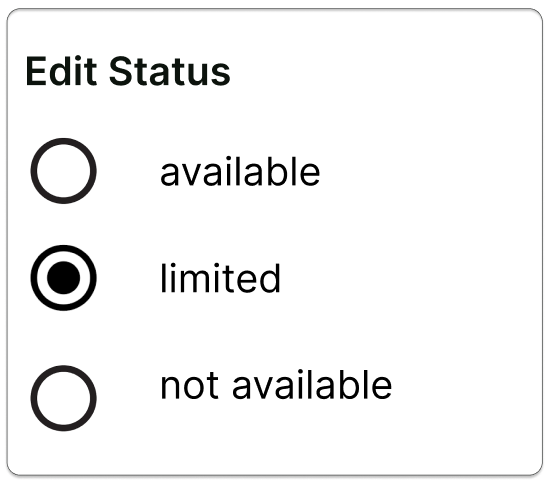 Edit Status
available
limited
not available